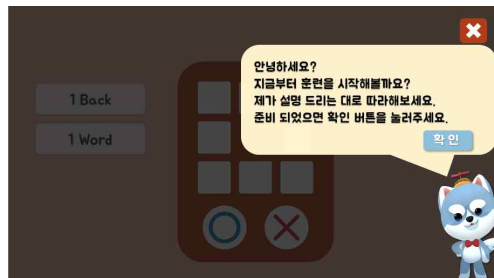 안녕하세요?
지금부터 훈련을 시작해볼까요?
제가 설명 드리는 대로 따라해보세요.
준비 되었으면 확인 버튼을 눌러주세요.
확인
1 Back
1 Word